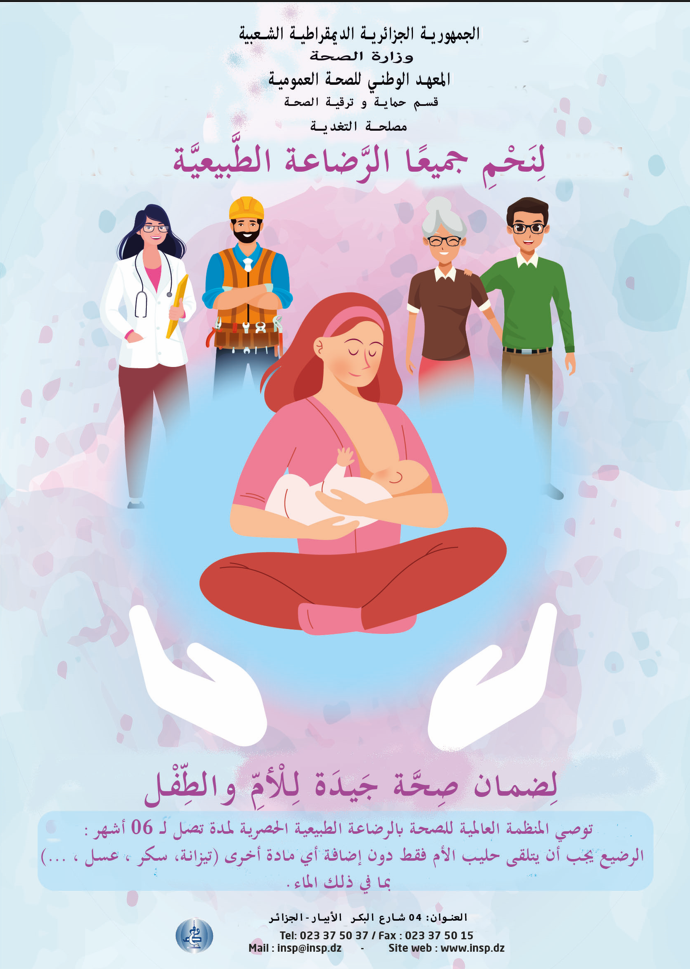 الجمهورية الجزائرية الديمقراطية الشعبية
وزارة الصحة
المعهد الوطني للصحة العمومية
قسم حماية و ترقية الصحة
مصلحة التغدية
لِنَحْمِ جميعًا الرَّضاعة الطَّبيعيَّة
لِضمان صِحَّة جَيدَة لِلْأمِّ والطِّفْل
توصي المنظمة العالمية للصحة بالرضاعة الطبيعية الحصرية لمدة تصل لـ 06 أشهر :
الرضيع يجب أن يتلقى حليب الأم فقط دون إضافة أي مادة أخرى (تيزانة، سكر ، عسل ، ...)
بما في ذلك الماء .
العنوان: 04 شارع البكر الأبيار-الجزائر
Tel: 023 37 50 37 / Fax : 023 37 50 15
Mail : insp@insp.dz - Site web : www.insp.dz